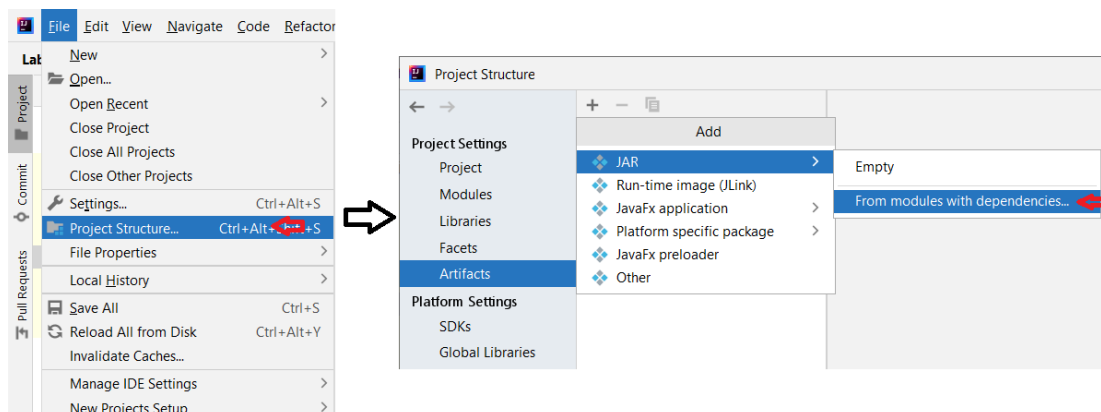 File Edit View Navigate Code Refactor
Lab
Project
Commit
Pull Requests
New
Open...
Open Recent
Close Project
Close All Projects
Close Other Projects
Settings... Ctrl+Alt+S
Project Structure... Ctrl+Alt+Shift+S
File Properties
Local History
Save All Ctrl+S
Reload All from Disk Ctrl+Alt+Y
Invalidate Caches...
Manage IDE Settings
New Projects Setup
Project Structure
Project Settings
Project
Modules
Libraries
Facets
Artifacts
Platform Settings
SDKs
Global Libraries
Add
JAR
Run-time image (JLink)
JavaFx application
Platform specific package
JavaFx preloader
Other
Empty
From modules with dependencies...